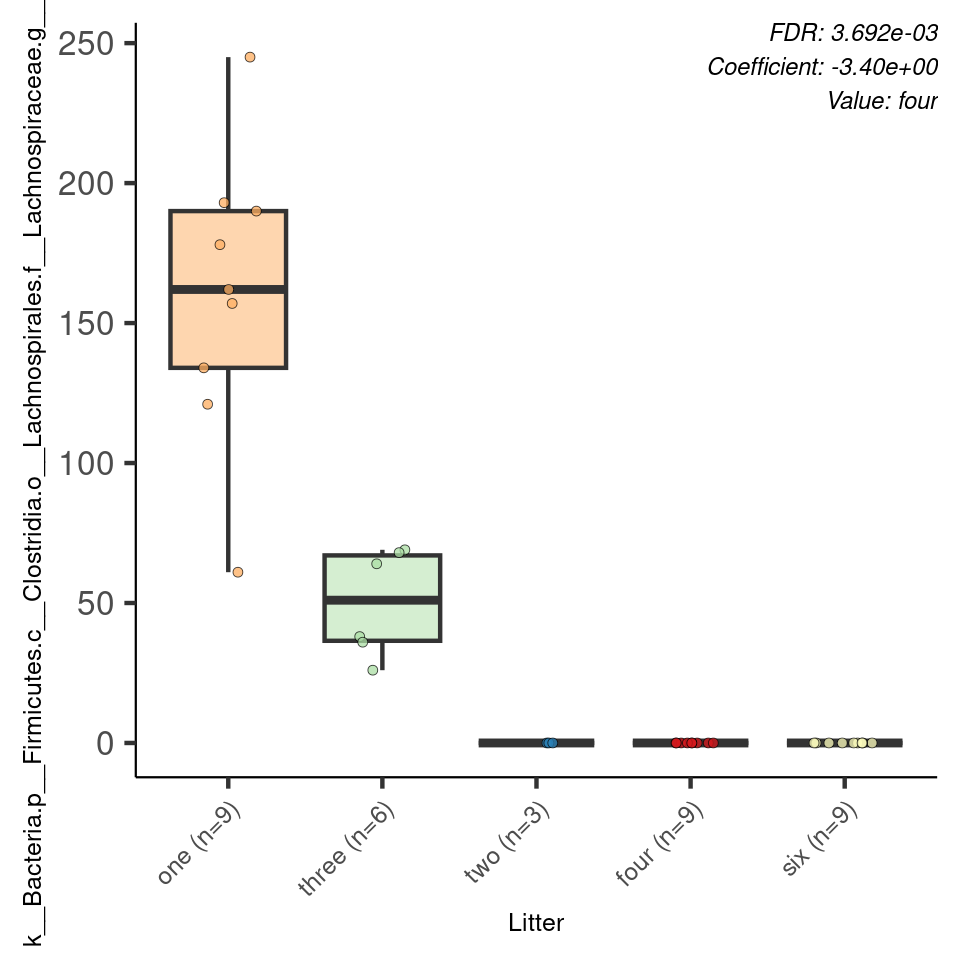 FDR: 3.692e-03
Coefficient: -3.40e+00
Value: four
k__Bacteria.p__Firmicutes.c__Clostridia.o__Lachnospirales.f__Lachnospiraceae.g__
250
200
150
100
50
0
one (n=9)
three (n=6)
two (n=3)
four (n=9)
six (n=9)
Litter